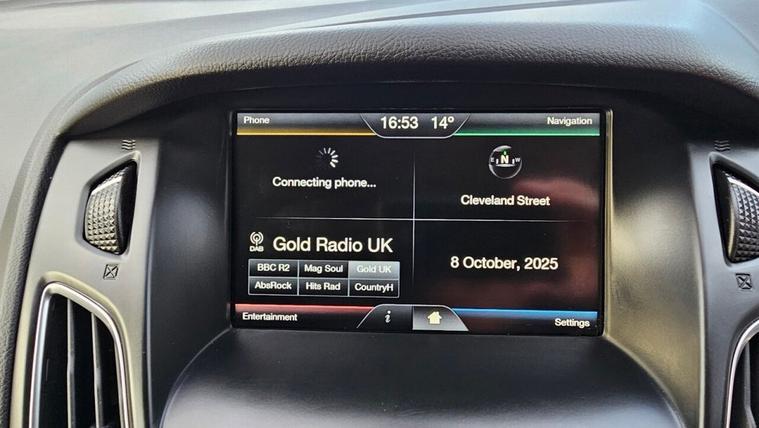 Phone
16:53 14°
Navigation
Connecting phone...
E N W
Cleveland Street
DAB
Gold Radio UK
BBC R2 Mag Soul Gold UK
AbsRock Hits Rad CountryH
8 October, 2025
Entertainment
i
Settings